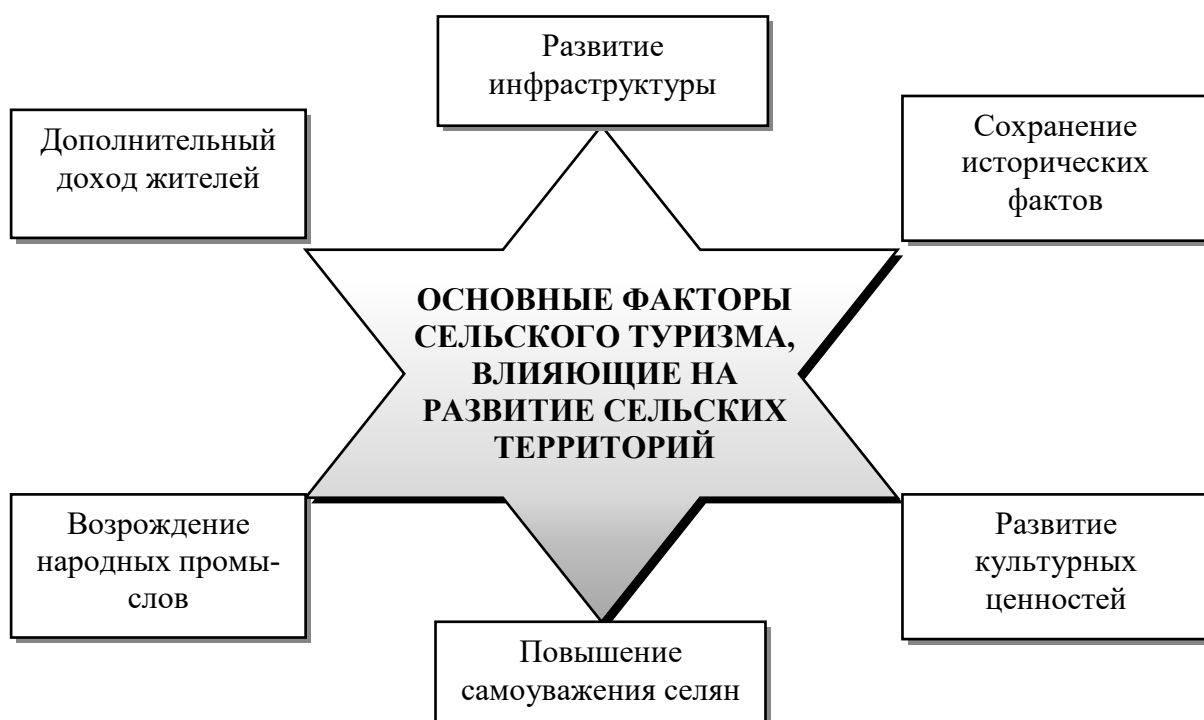 Развитие
инфраструктуры
Дополнительный
доход жителей
Сохранение
исторических
фактов
ОСНОВНЫЕ ФАКТОРЫ
СЕЛЬСКОГО ТУРИЗМА,
ВЛИЯЮЩИЕ НА
РАЗВИТИЕ СЕЛЬСКИХ
ТЕРРИТОРИЙ
Возрождение
народных промы-
слов
Развитие
культурных
ценностей
Повышение
самоуважения селян